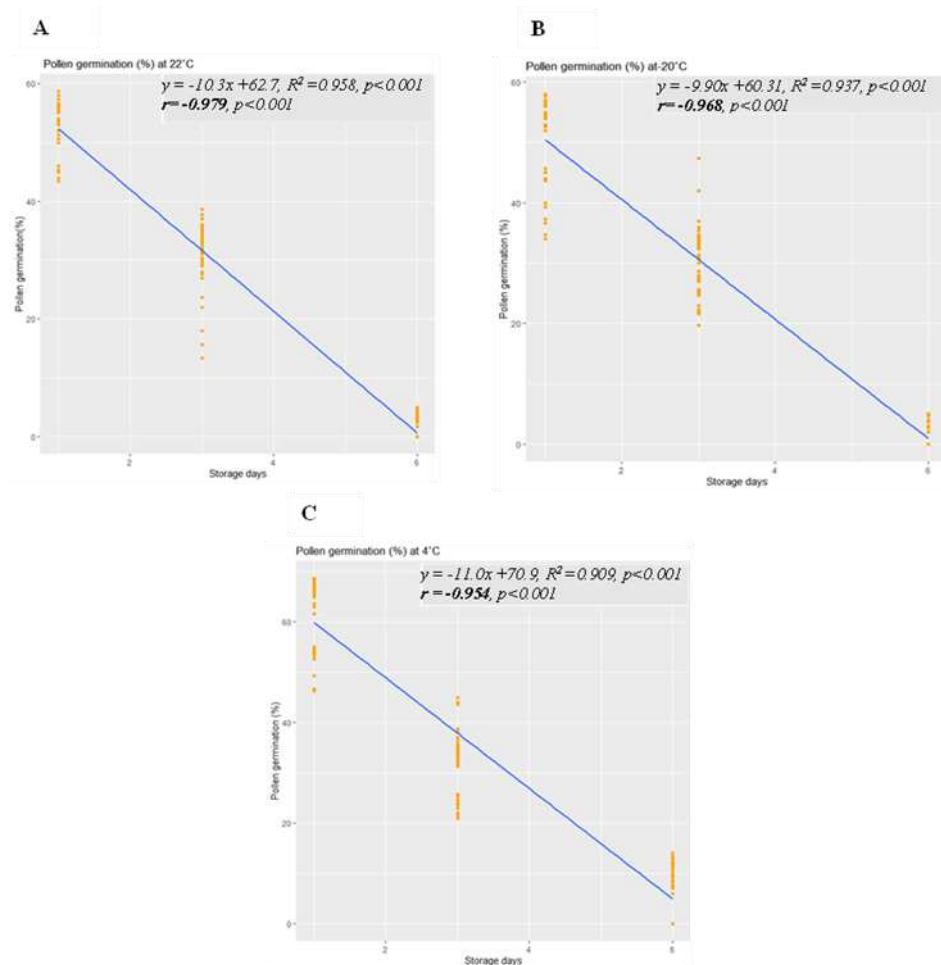 A
Pollen germination (%) at 22°C
y = -10.3x +62.7, R²=0.958, p<0.001
r= -0.979, p<0.001
60
40
20
0
Pollen germination(%)
2
4
6
Storage days
B
Pollen germination (%) at-20°C
y = -9.90x + 60.31, R²=0.937, p<0.001
r= -0.968, p<0.001
60
40
20
0
Pollen germination (%)
2
4
6
Storage days
C
Pollen germination (%) at 4°C
y = -11.0x +70.9, R²=0.909, p<0.001
r = -0.954, p<0.001
60
40
20
0
Pollen germination (%)
2
4
6
Storage days